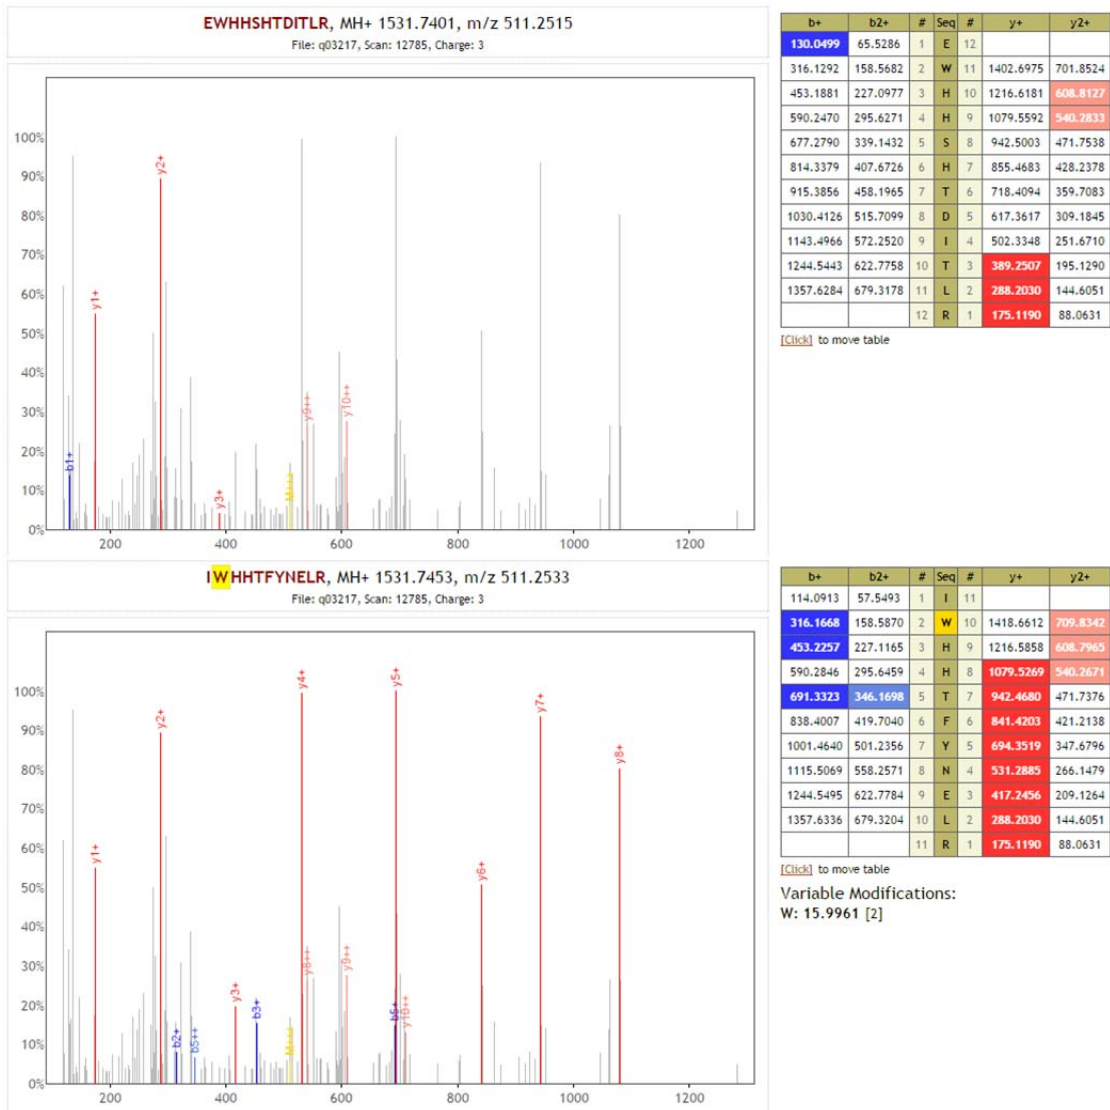 EWHHSHTDITLR, MH+ 1531.7401, m/z 511.2515
File: q03217, Scan: 12785, Charge: 3
100%
90%
80%
70%
60%
50%
40%
30%
20%
10%
0%
b1+
y1+
y2+
y3+
M+++
y9++
y10++
200 400 600 800 1000 1200
b+ b2+ # Seq # y+ y2+
130.0499 65.5286 1 E 12
316.1292 158.5682 2 W 11 1402.6975 701.8524
453.1881 227.0977 3 H 10 1216.6181 608.8127
590.2470 295.6271 4 H 9 1079.5592 540.2833
677.2790 339.1432 5 S 8 942.5003 471.7538
814.3379 407.6726 6 H 7 855.4683 428.2378
915.3856 458.1965 7 T 6 718.4094 359.7083
1030.4126 515.7099 8 D 5 617.3617 309.1845
1143.4966 572.2520 9 I 4 502.3348 251.6710
1244.5443 622.7758 10 T 3 389.2507 195.1290
1357.6284 679.3178 11 L 2 288.2030 144.6051
12 R 1 175.1190 88.0631
[Click] to move table
IWHHTFYNELR, MH+ 1531.7453, m/z 511.2533
File: q03217, Scan: 12785, Charge: 3
100%
90%
80%
70%
60%
50%
40%
30%
20%
10%
0%
y1+
y2+
b2+
b5++
y3+
b3+
M+++
y4+
y8++
y9++
b5+
y5+
y10++
y6+
y7+
y8+
200 400 600 800 1000 1200
b+ b2+ # Seq # y+ y2+
114.0913 57.5493 1 I 11
316.1668 158.5870 2 W 10 1418.6612 709.8342
453.2257 227.1165 3 H 9 1216.5858 608.7965
590.2846 295.6459 4 H 8 1079.5269 540.2671
691.3323 346.1698 5 T 7 942.4680 471.7376
838.4007 419.7040 6 F 6 841.4203 421.2138
1001.4640 501.2356 7 Y 5 694.3519 347.6796
1115.5069 558.2571 8 N 4 531.2885 266.1479
1244.5495 622.7784 9 E 3 417.2456 209.1264
1357.6336 679.3204 10 L 2 288.2030 144.6051
11 R 1 175.1190 88.0631
[Click] to move table
Variable Modifications:
W: 15.9961 [2]